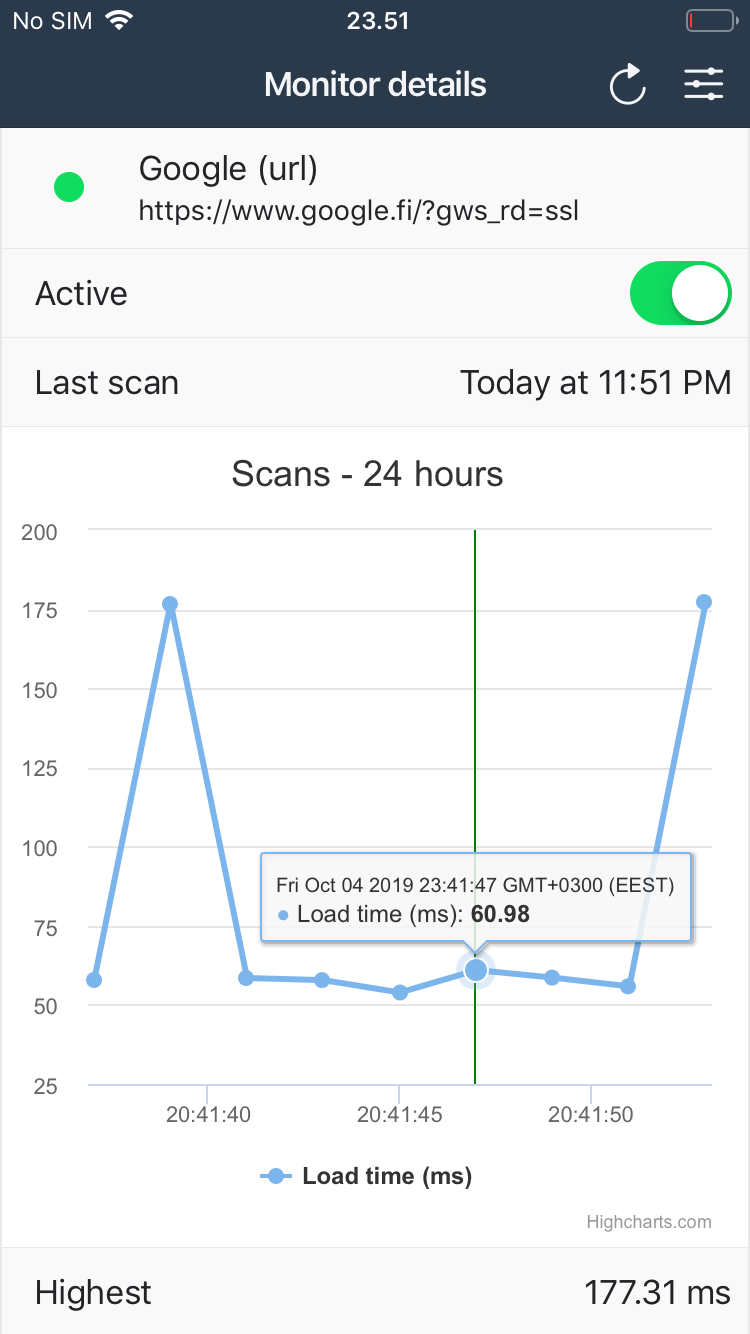 No SIM 23.51
Monitor details
Google (url)
https://www.google.fi/?gws_rd=ssl
Active
Last scan Today at 11:51 PM
Scans - 24 hours
200
175
150
125
100
75
50
25
Fri Oct 04 2019 23:41:47 GMT+0300 (EEST)
Load time (ms): 60.98
20:41:40 20:41:45 20:41:50
Load time (ms)
Highcharts.com
Highest 177.31 ms